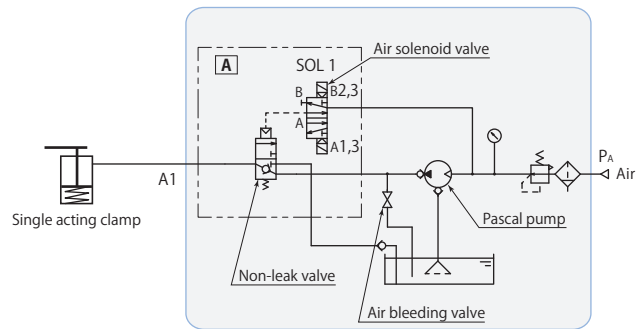 Air solenoid valve
A
SOL 1
B
B2,3
A
A1,3
PA
Air
A1
Single acting clamp
Pascal pump
Non-leak valve
Air bleeding valve